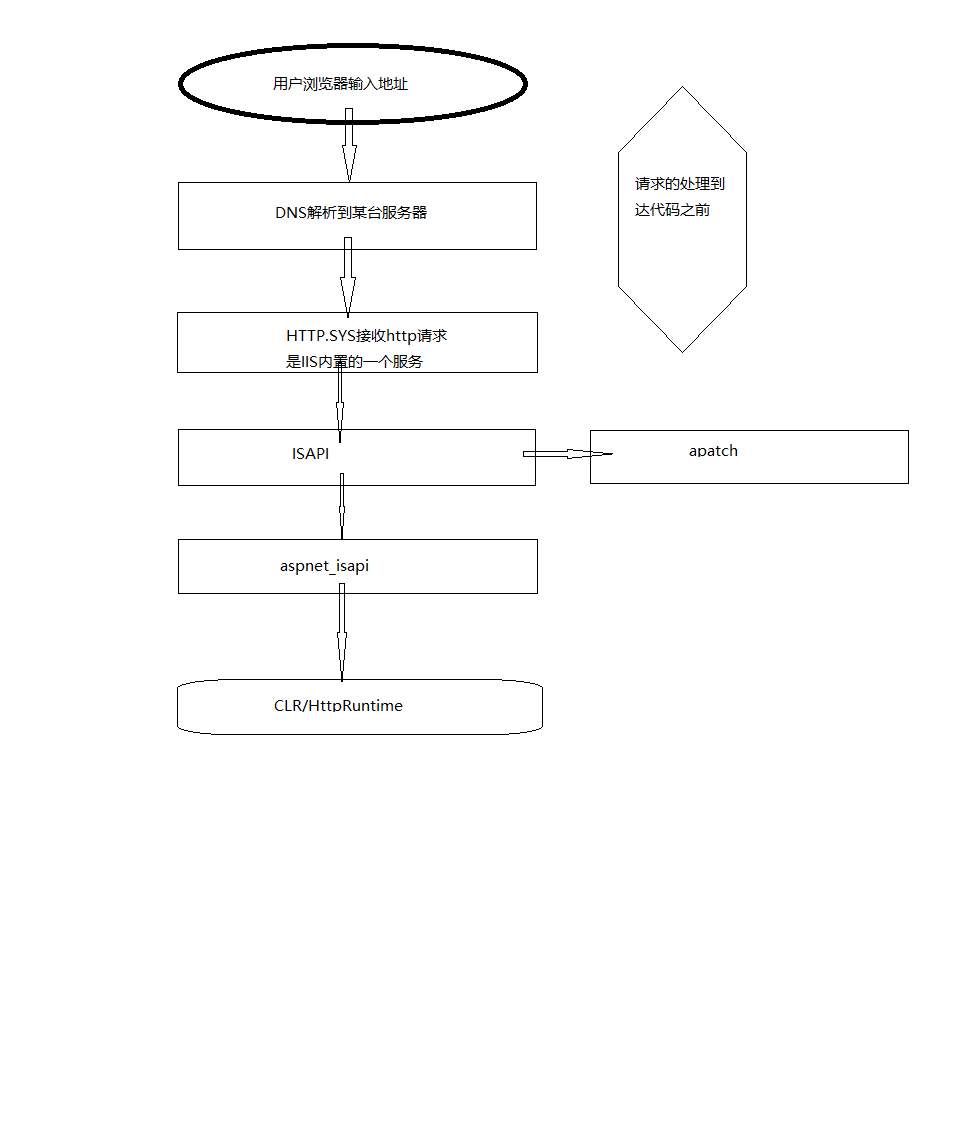 用户浏览器输入地址
请求的处理到
达代码之前
DNS解析到某台服务器
HTTP.SYS接收http请求
是IIS内置的一个服务
ISAPI
apatch
aspnet_isapi
CLR/HttpRuntime